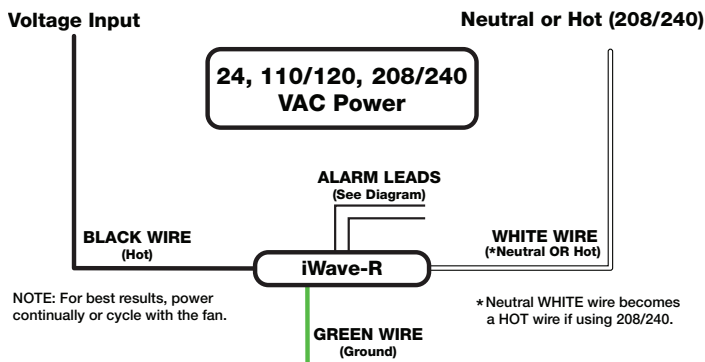 Voltage Input
Neutral or Hot (208/240)
24, 110/120, 208/240
VAC Power
ALARM LEADS
(See Diagram)
BLACK WIRE
(Hot)
WHITE WIRE
(*Neutral OR Hot)
iWave-R
NOTE: For best results, power
continually or cycle with the fan.
*Neutral WHITE wire becomes
a HOT wire if using 208/240.
GREEN WIRE
(Ground)